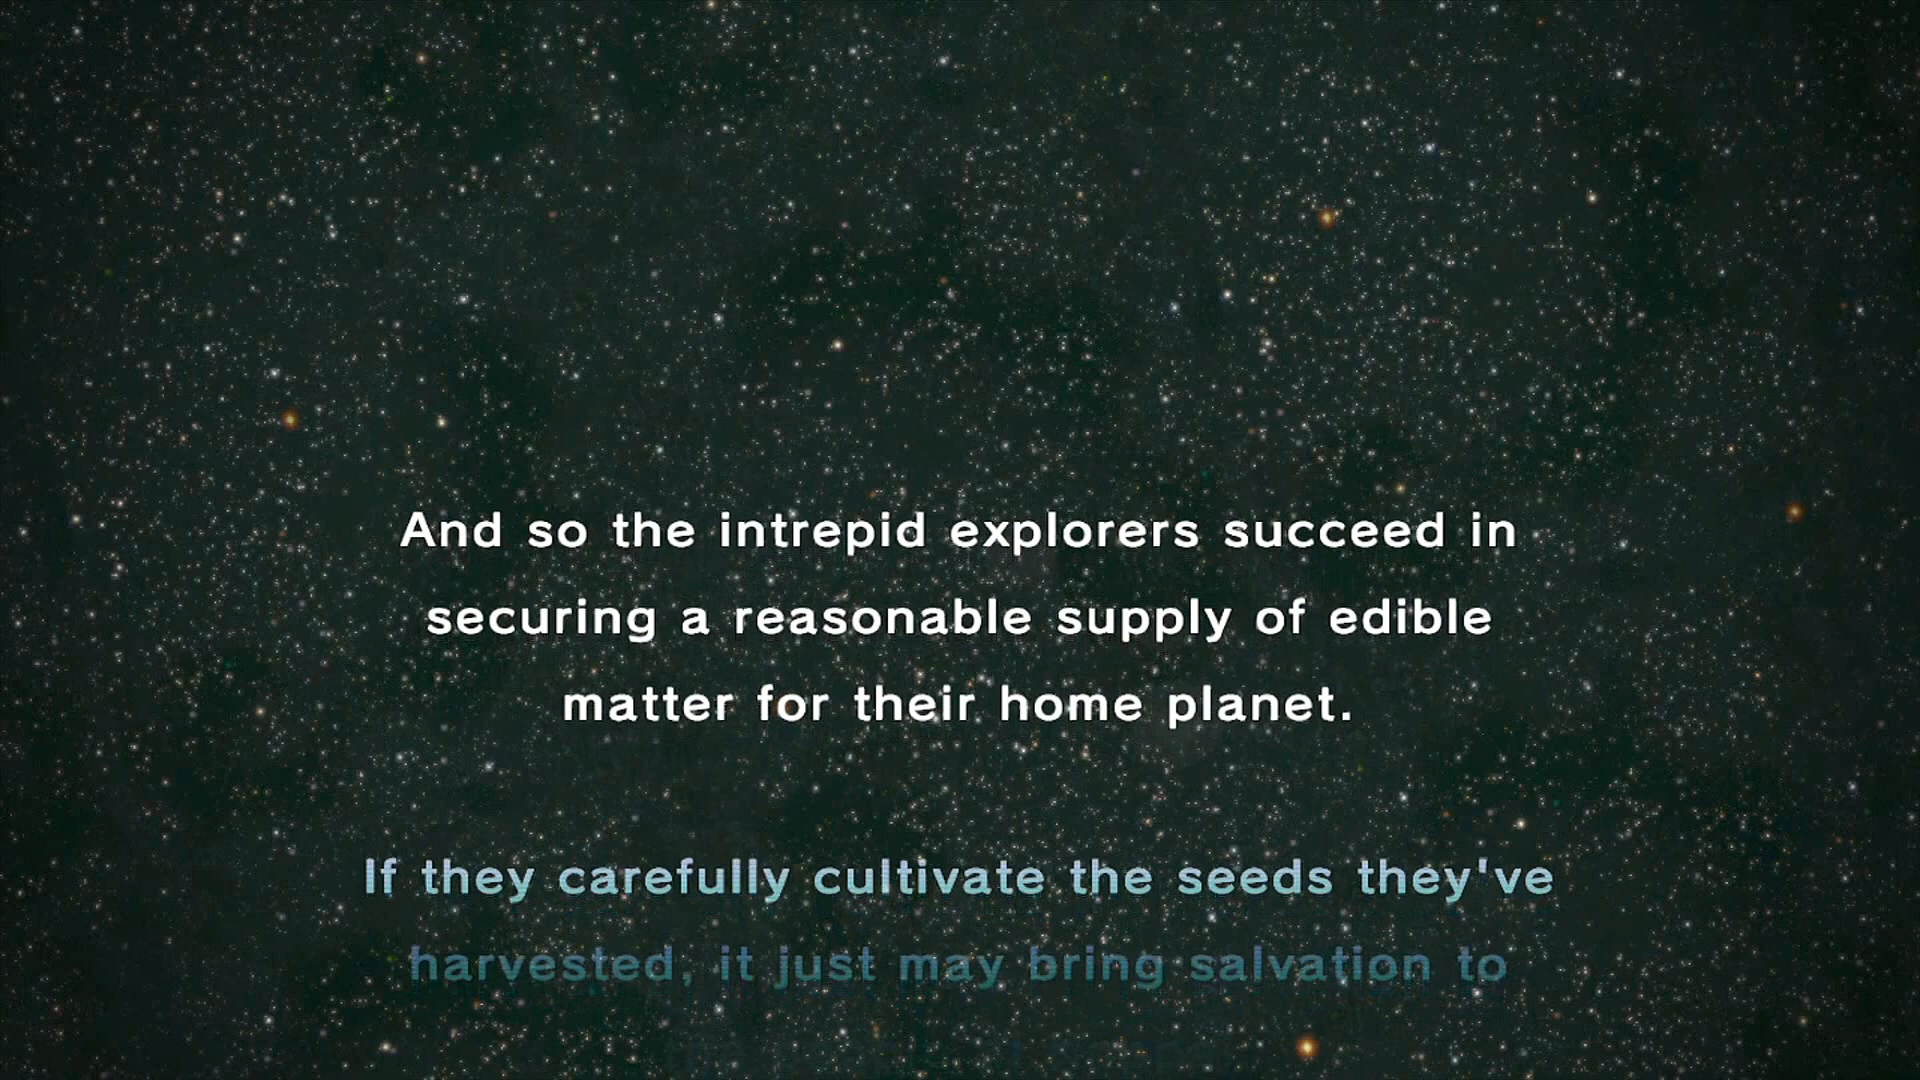 And so the intrepid explorers succeed in
securing a reasonable supply of edible
matter for their home planet.
If they carefully cultivate the seeds they've
harvested, it just may bring salvation to